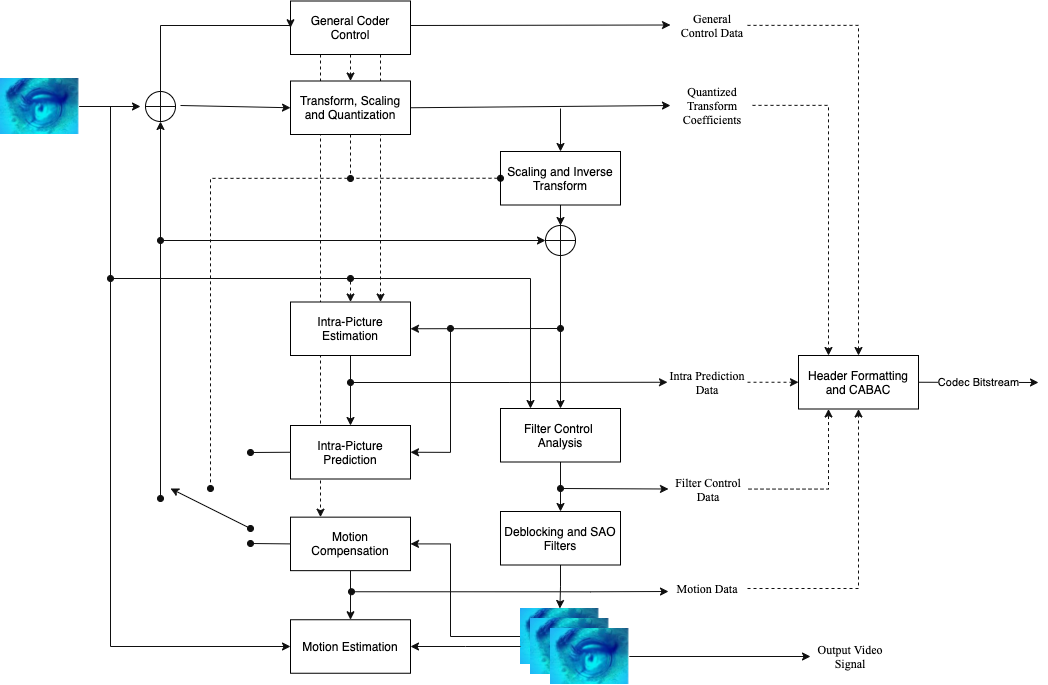 General Coder
Control
General
Control Data
Transform, Scaling
and Quantization
Quantized
Transform
Coefficients
Scaling and Inverse
Transform
Intra-Picture
Estimation
Intra Prediction
Data
Header Formatting
and CABAC
Codec Bitstream
Filter Control
Analysis
Intra-Picture
Prediction
Filter Control
Data
Motion
Compensation
Deblocking and SAO
Filters
Motion Data
Motion Estimation
Output Video
Signal